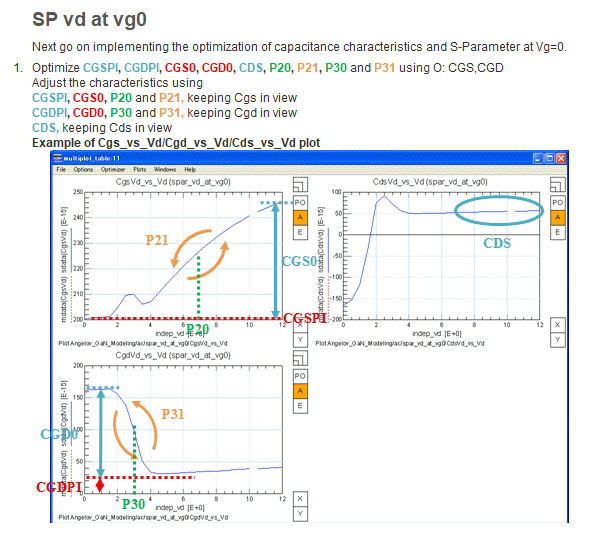 SP vd at vg0
Next go on implementing the optimization of capacitance characteristics and S-Parameter at Vg=0.
1. Optimize CGSPI, CGDPI, CGS0, CGD0, CDS, P20, P21, P30 and P31 using O: CGS,CGD
Adjust the characteristics using
CGSPI, CGS0, P20 and P21, keeping Cgs in view
CGDPI, CGD0, P30 and P31, keeping Cgd in view
CDS, keeping Cds in view
Example of Cgs_vs_Vd/Cgd_vs_Vd/Cds_vs_Vd plot
multiplot_table:11
File Options Optimizer Plots Windows Help
CgsVd_vs_Vd (spar_vd_at_vg0)
mdata(CgsVd) sdata(CgsVd) [E-15]
250
240
230
220
210
200
0 2 4 6 8 10 12
P21
P20
CGS0
CGSPI
indep_vd [E+0]
Plot Angelov_GaN_Modeling/ac/spar_vd_at_vg0/CgsVd_vs_Vd
PO
A
E
X
Y
CdsVd_vs_Vd (spar_vd_at_vg0)
mdata(CdsVd) sdata(CdsVd) [E-15]
100
50
0
-50
-100
-150
-200
0 2 4 6 8 10 12
CDS
indep_vd [E+0]
Plot Angelov_GaN_Modeling/ac/spar_vd_at_vg0/CdsVd_vs_Vd
PO
A
E
X
Y
CgdVd_vs_Vd (spar_vd_at_vg0)
mdata(CgdVd) sdata(CgdVd) [E-15]
200
150
100
50
0
0 2 4 6 8 10 12
P31
CGD0
CGDPI
P30
indep_vd [E+0]
Plot Angelov_GaN_Modeling/ac/spar_vd_at_vg0/CgdVd_vs_Vd
PO
A
E
X
Y